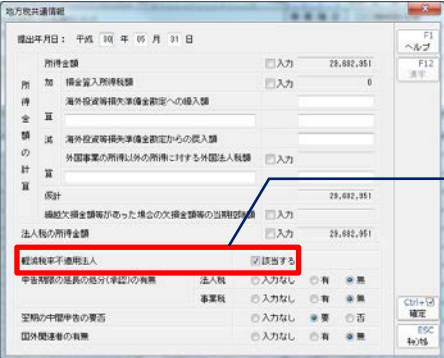 地方税共通情報
提出年月日： 平成 30 年 05 月 31 日
F1
ヘルプ
F12
漢字
所得金額の計算
所得金額 入力 29,682,951
加算
損金算入所得税額 入力 0
海外投資等損失準備金勘定への繰入額
減算
海外投資等損失準備金勘定からの戻入額
外国事業の所得以外の所得に対する外国法人税額 入力
仮計 29,682,951
繰越欠損金額等があった場合の欠損金額等の当期控除額 入力
法人税の所得金額 入力 29,682,951
軽減税率不適用法人 該当する
申告期限の延長の処分(承認)の有無 法人税 入力なし 有 無
事業税 入力なし 有 無
翌期の中間申告の要否 入力なし 要 否
国外関連者の有無 入力なし 有 無
確定
ESC
キャンセル